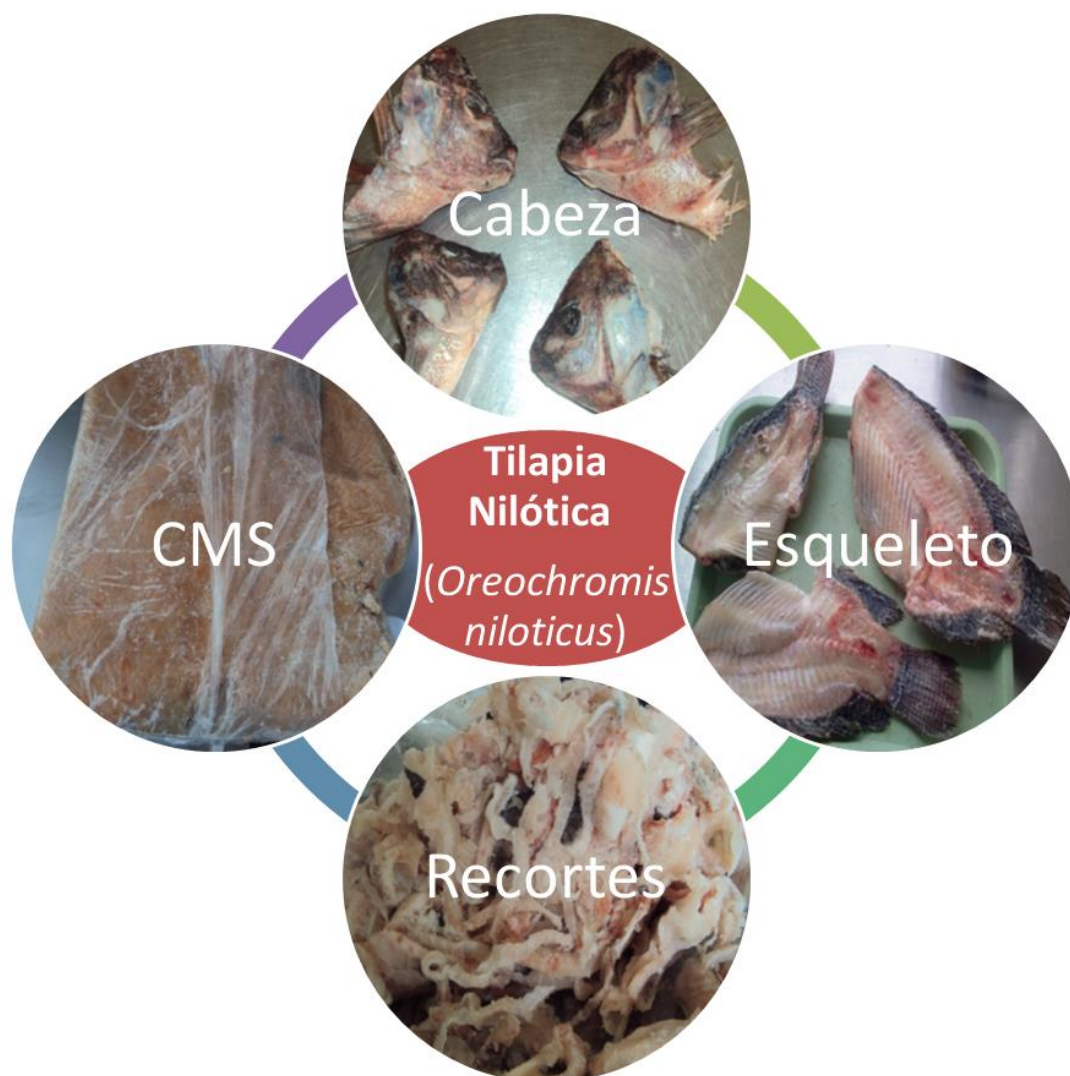 Cabeza
Tilapia
Nilótica
(Oreochromis
niloticus)
CMS
Esqueleto
Recortes